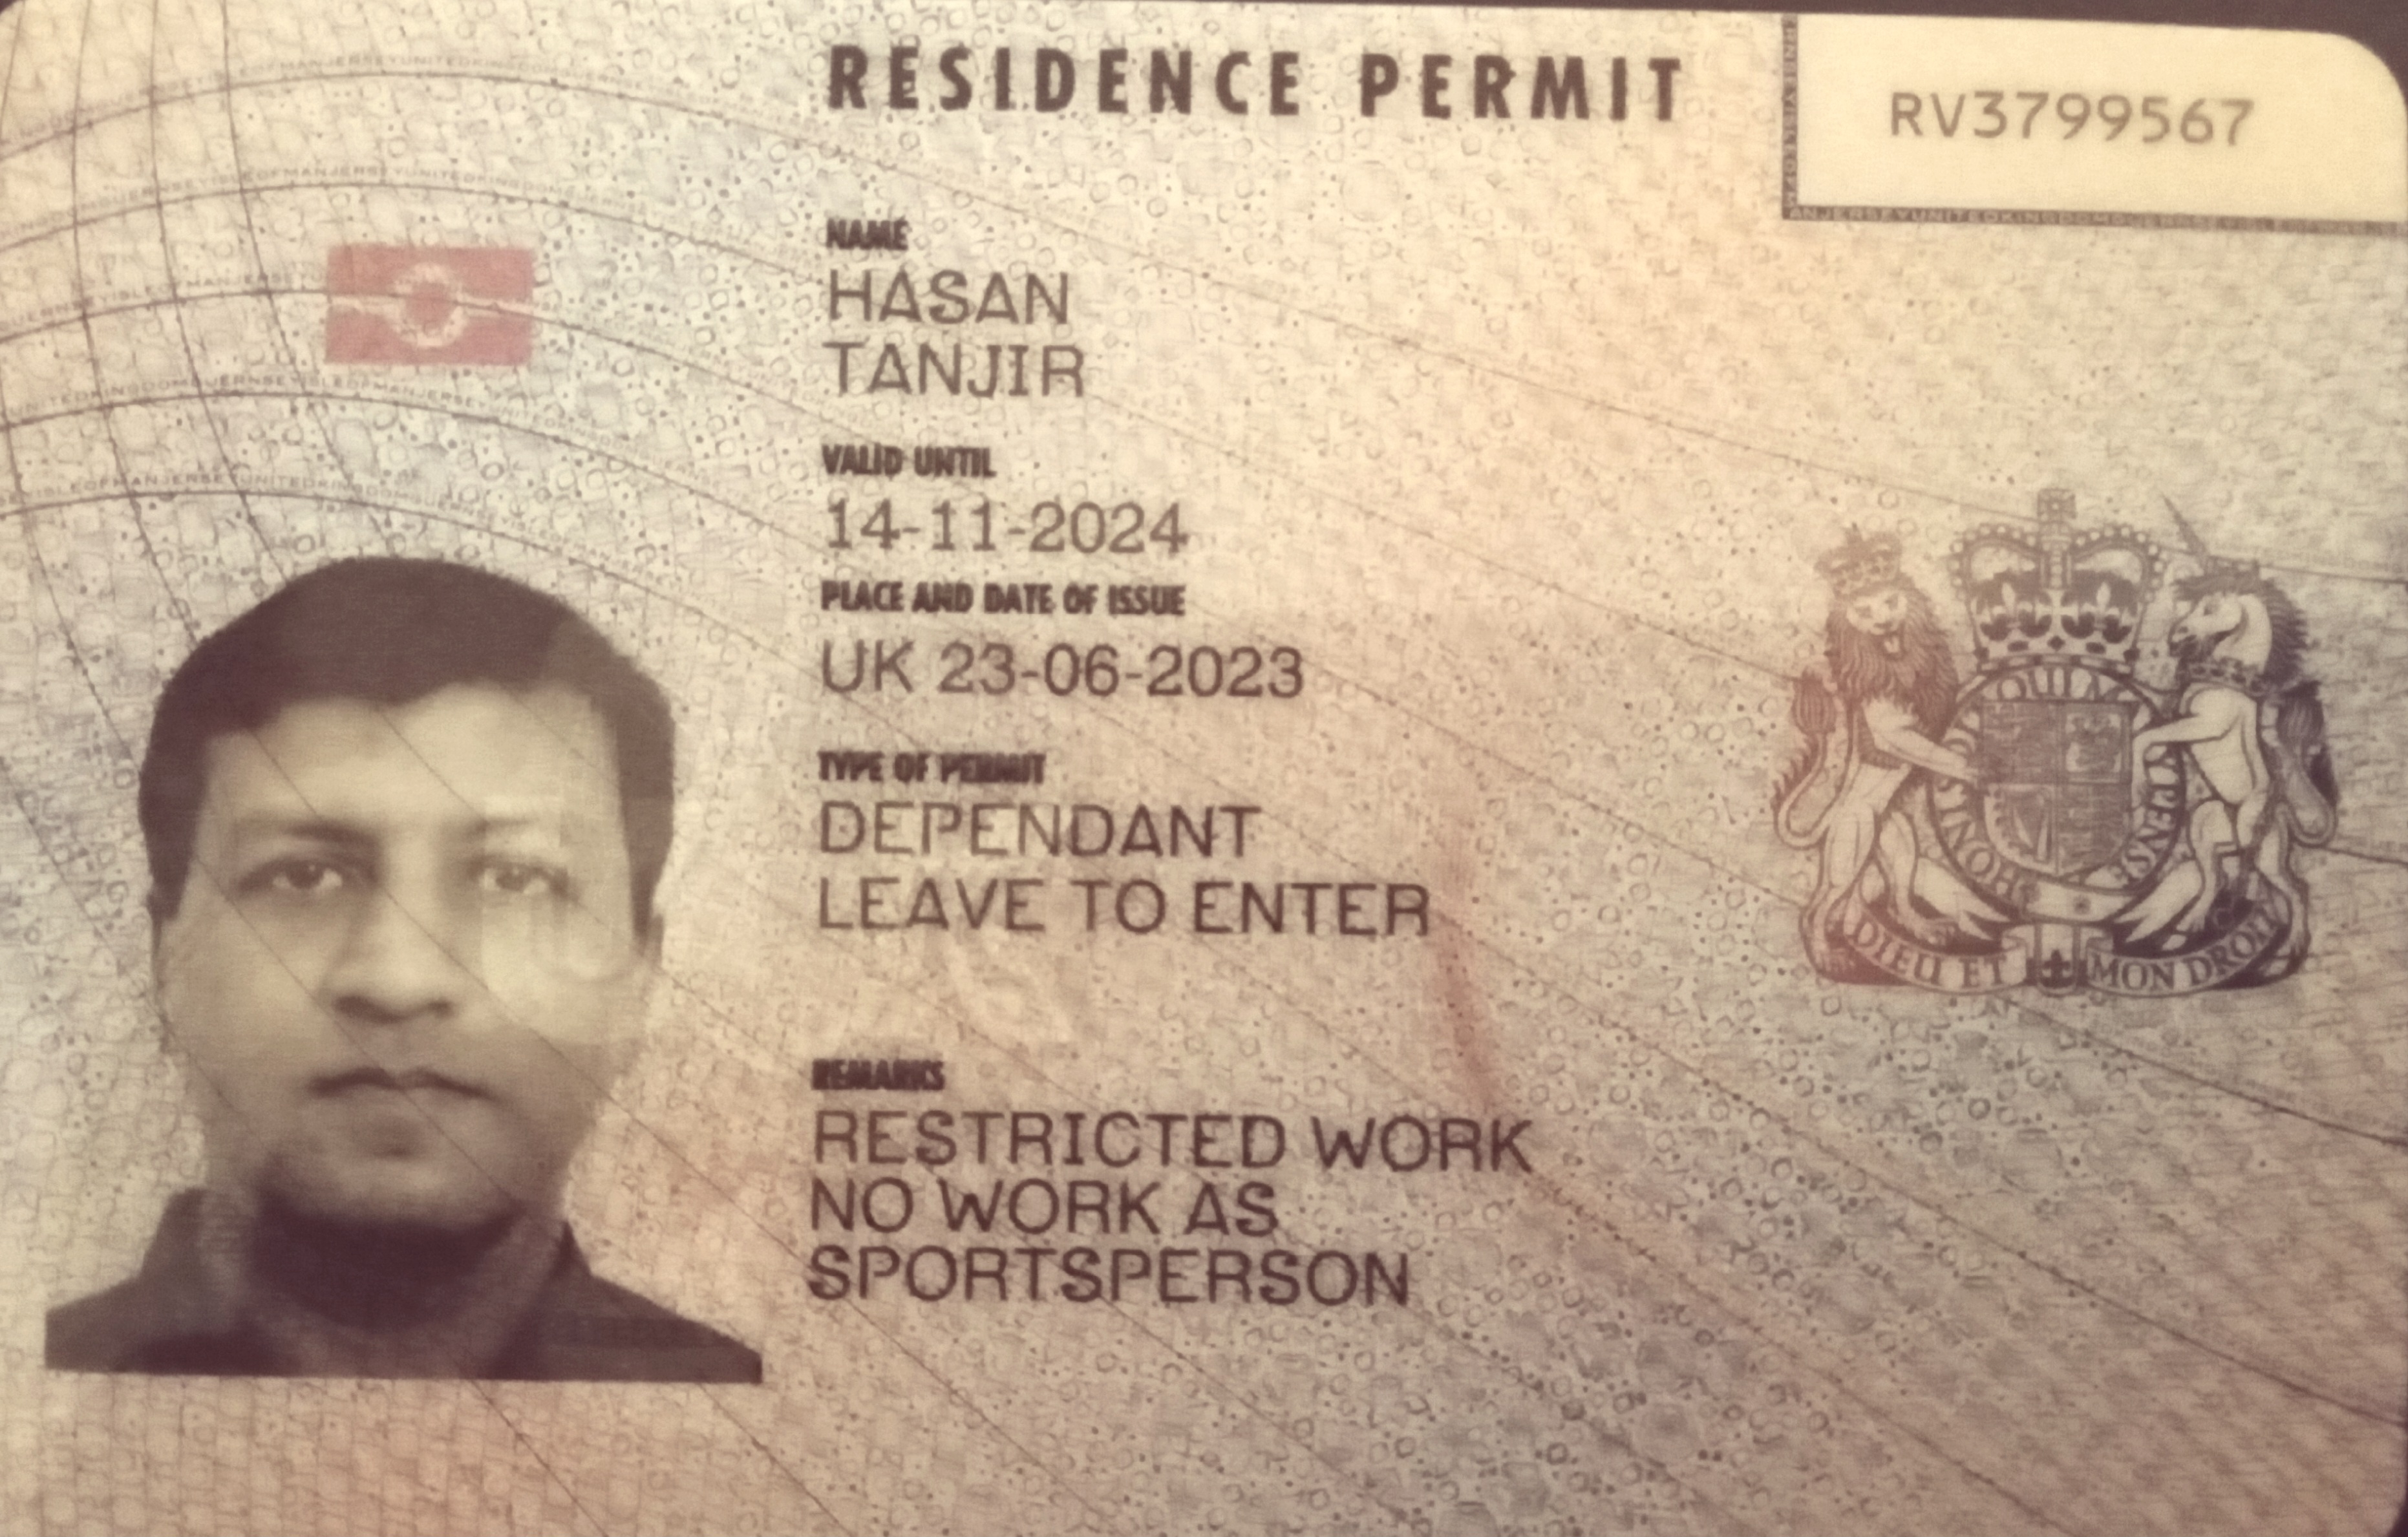 RESIDENCE PERMIT
RV3799567
NAME
HASAN
TANJIR
VALID UNTIL
14-11-2024
PLACE AND DATE OF ISSUE
UK 23-06-2023
TYPE OF PERMIT
DEPENDANT
LEAVE TO ENTER
REMARKS
RESTRICTED WORK
NO WORK AS
SPORTSPERSON
DIEU ET MON DROIT